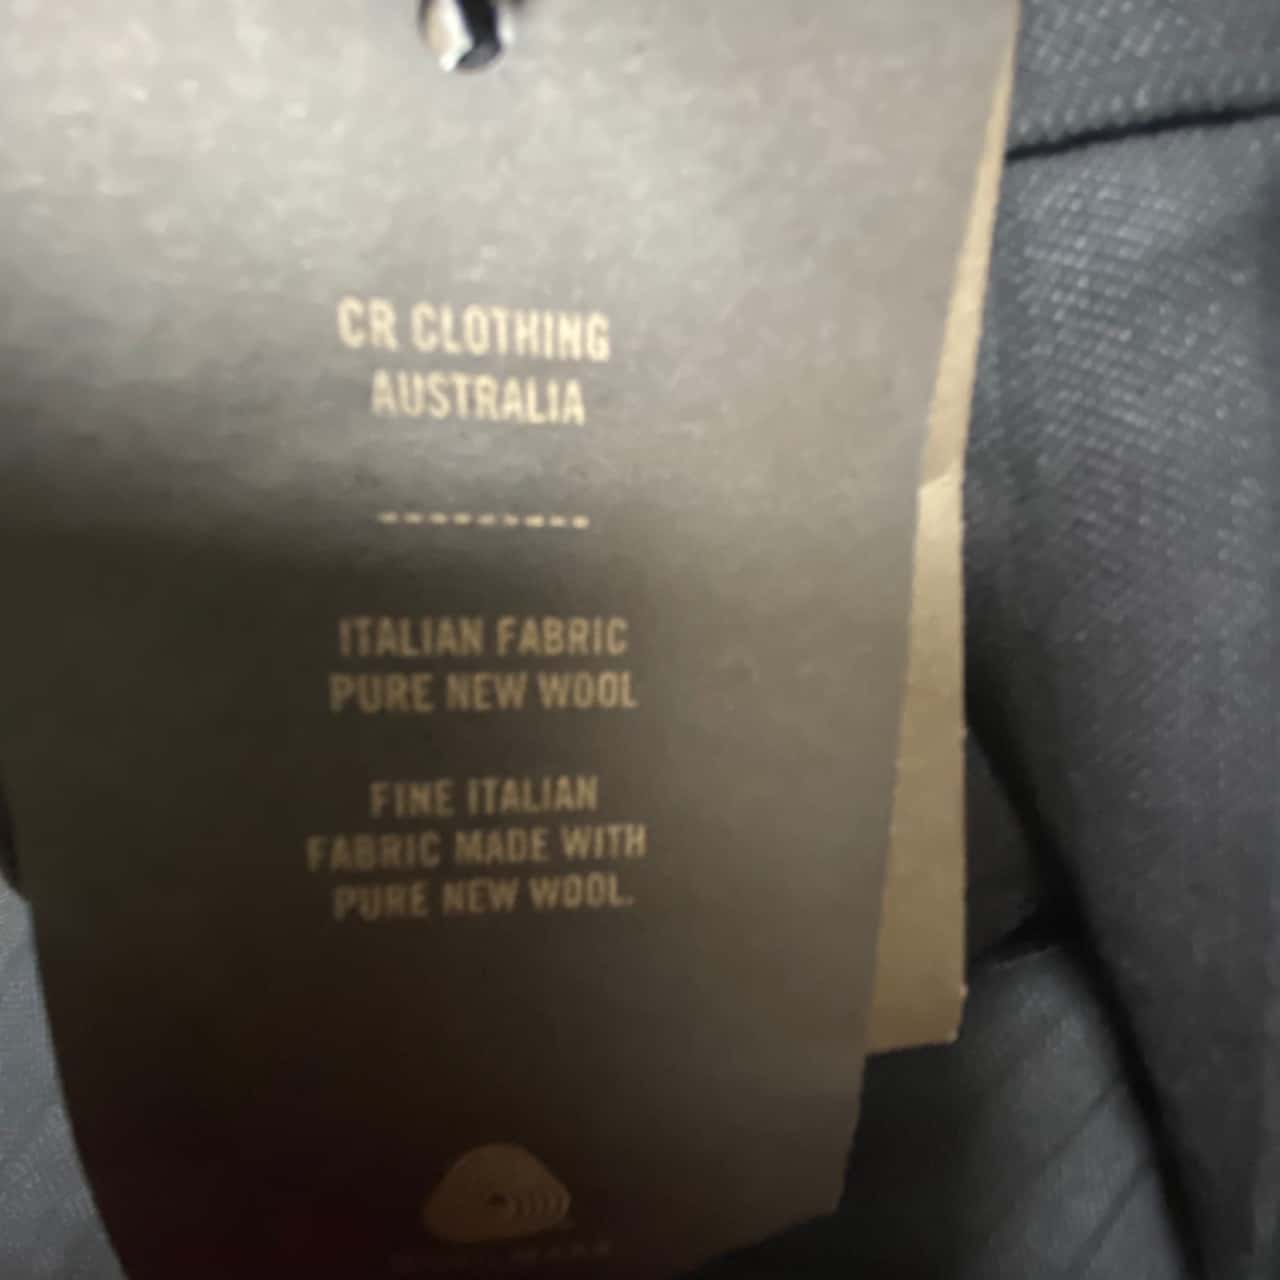 CR CLOTHING
AUSTRALIA
ITALIAN FABRIC
PURE NEW WOOL
FINE ITALIAN
FABRIC MADE WITH
PURE NEW WOOL.